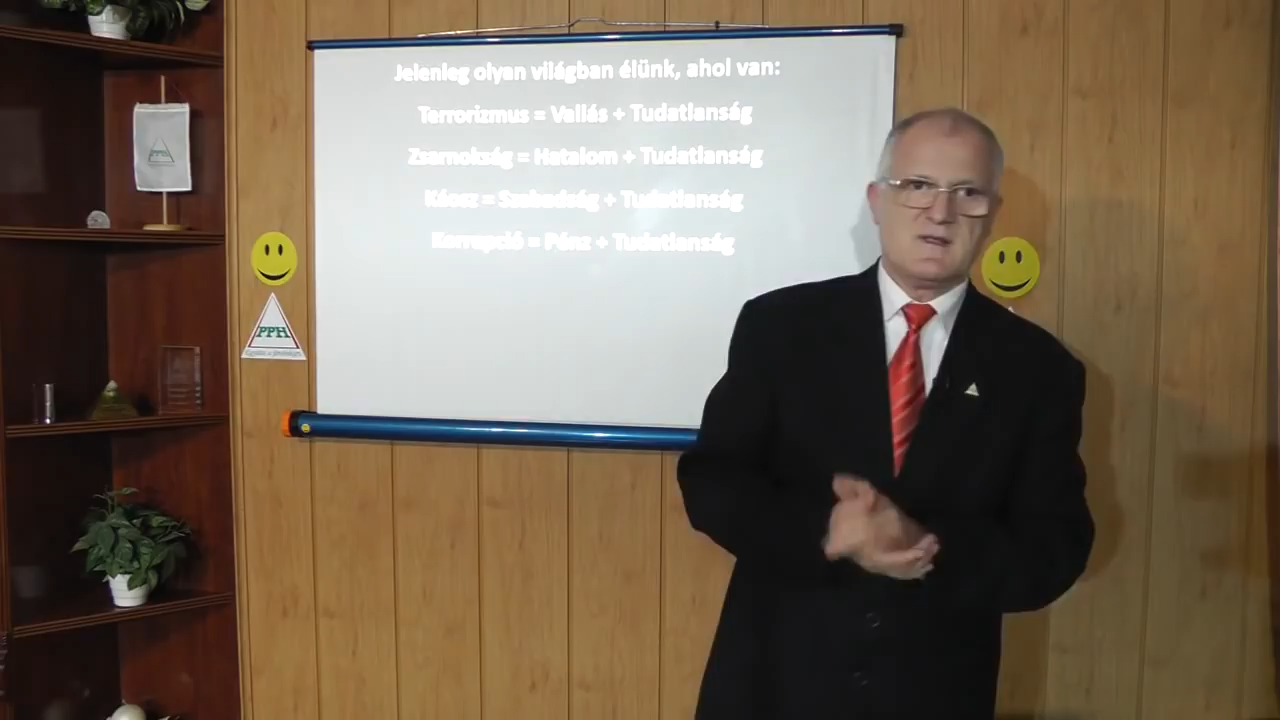 Jelenleg olyan világban élünk, ahol van:
Terrorizmus = Vallás + Tudatlanság
Zsarnokság = Hatalom + Tudatlanság
Káosz = Szabadság + Tudatlanság
Korrupció = Pénz + Tudatlanság
PPH